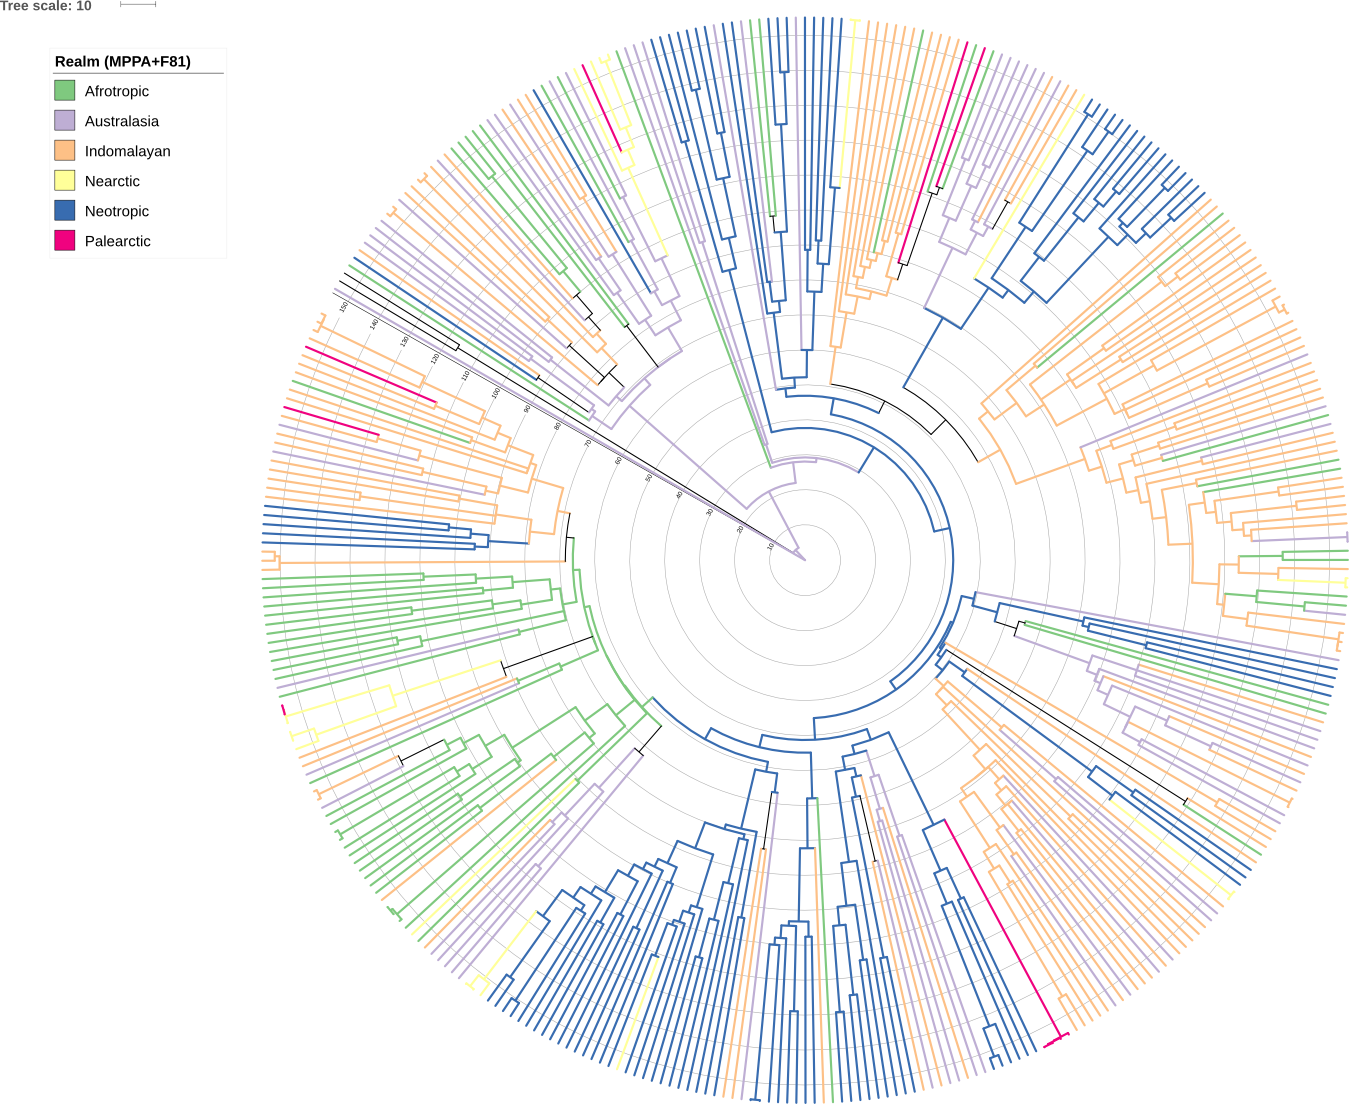 Tree scale: 10
Realm (MPPA+F81)
Afrotropic
Australasia
Indomalayan
Nearctic
Neotropic
Palearctic
150
140
130
120
110
100
90
80
70
60
50
40
30
20
10